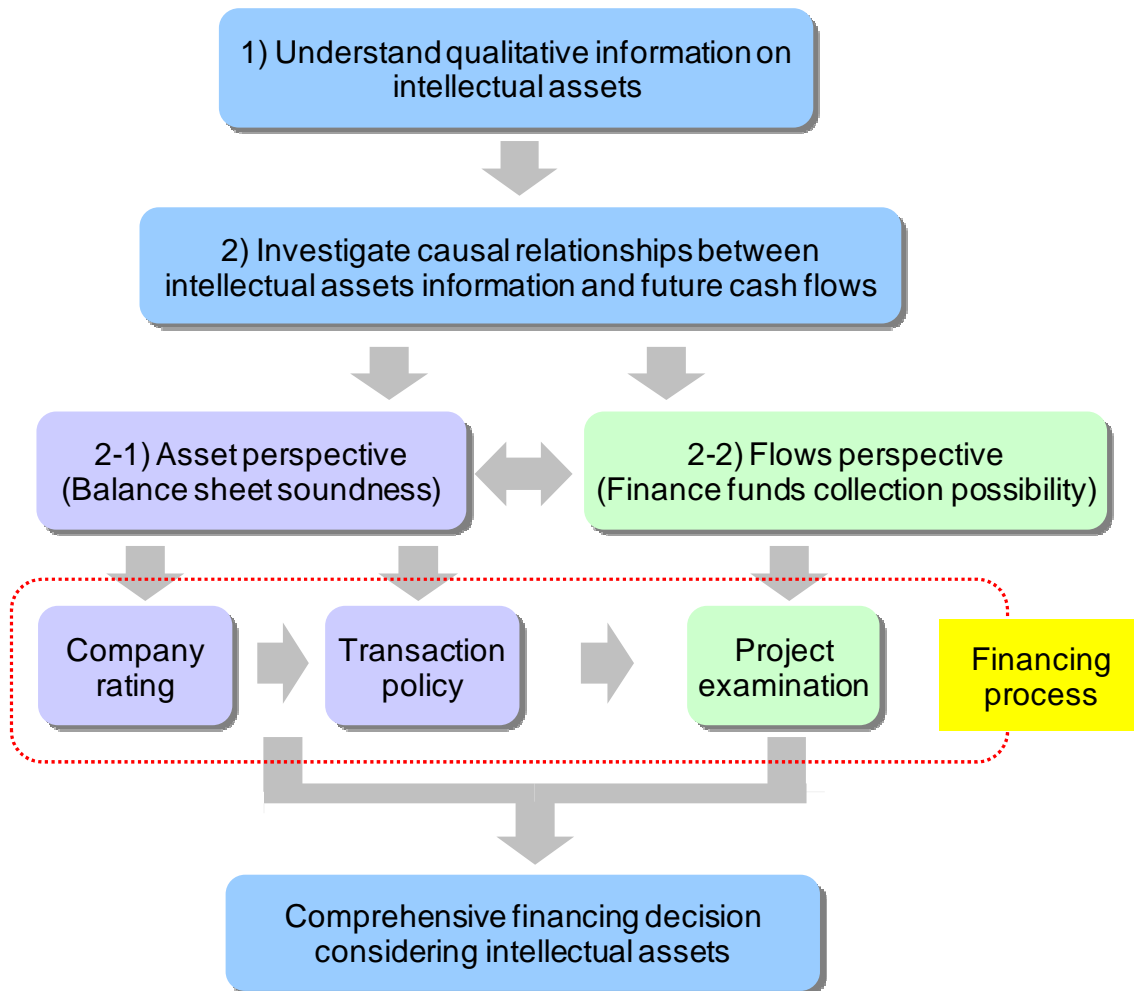 1) Understand qualitative information on
intellectual assets
2) Investigate causal relationships between
intellectual assets information and future cash flows
2-1) Asset perspective
(Balance sheet soundness)
2-2) Flows perspective
(Finance funds collection possibility)
Company
rating
Transaction
policy
Project
examination
Financing
process
Comprehensive financing decision
considering intellectual assets